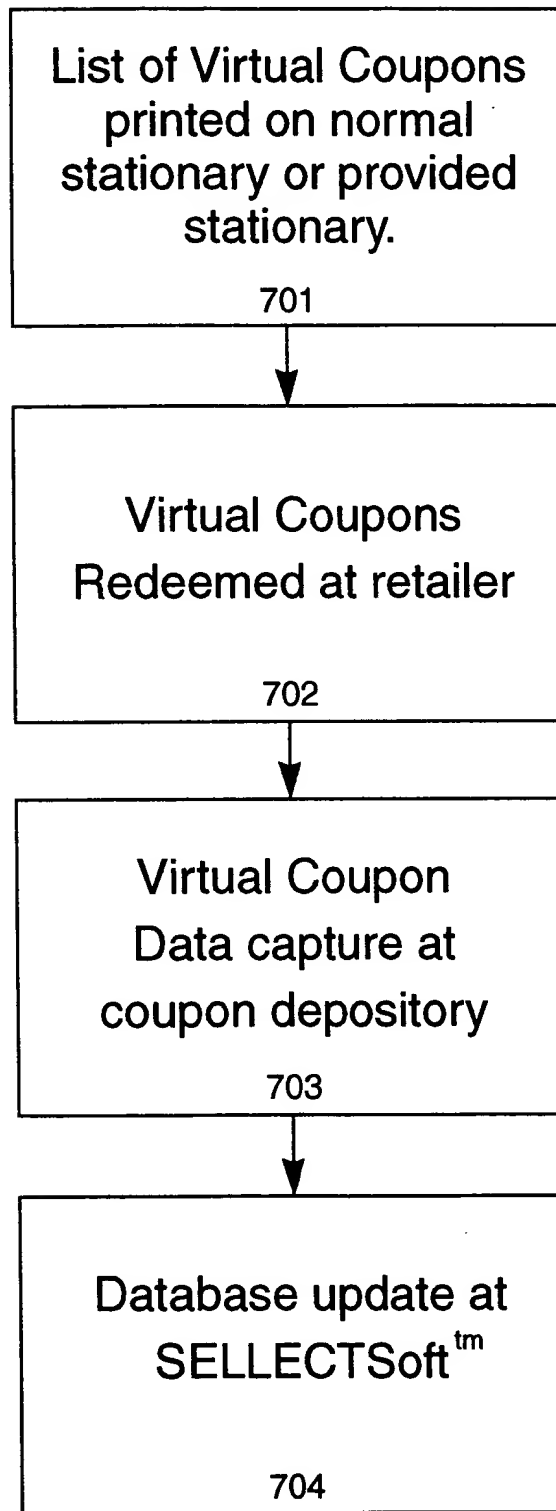 List of Virtual Coupons
printed on normal
stationary or provided
stationary.
701
Virtual Coupons
Redeemed at retailer
702
Virtual Coupon
Data capture at
coupon depository
703
Database update at
SELLECTSoft™
704